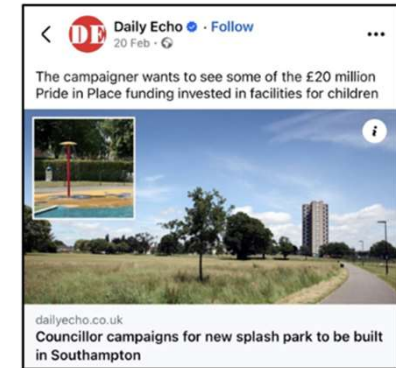 DE
Daily Echo · Follow
20 Feb ·
The campaigner wants to see some of the £20 million
Pride in Place funding invested in facilities for children
i
dailyecho.co.uk
Councillor campaigns for new splash park to be built
in Southampton